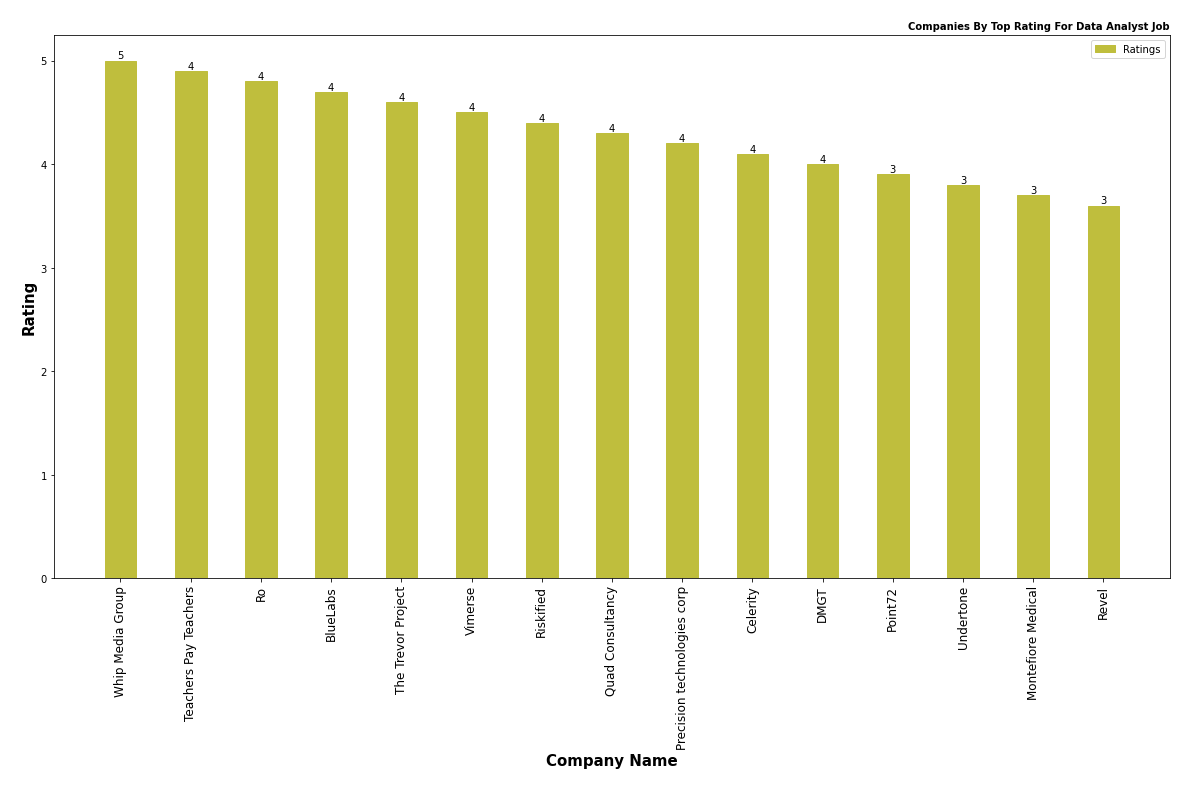 Companies By Top Rating For Data Analyst Job
Ratings
5
4
4
4
4
4
4
4
4
4
4
3
3
3
3
5
4
3
2
1
0
Rating
Whip Media Group
Teachers Pay Teachers
Ro
BlueLabs
The Trevor Project
Vimerse
Riskified
Quad Consultancy
Precision technologies corp
Celerity
DMGT
Point72
Undertone
Montefiore Medical
Revel
Company Name